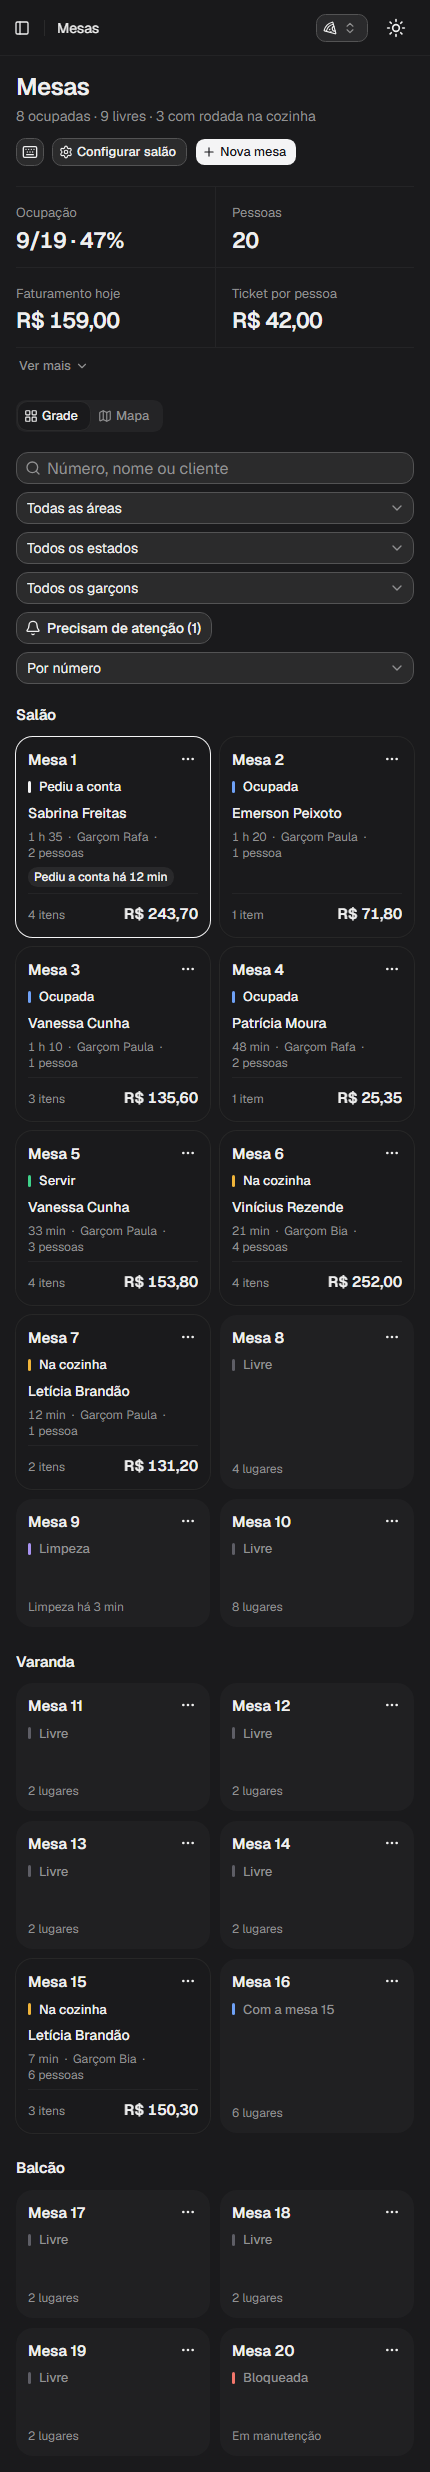 Mesas
Mesas
8 ocupadas · 9 livres · 3 com rodada na cozinha
Configurar salão
Nova mesa
Ocupação
9/19 · 47%
Pessoas
20
Faturamento hoje
R$ 159,00
Ticket por pessoa
R$ 42,00
Ver mais
Grade
Mapa
Número, nome ou cliente
Todas as áreas
Todos os estados
Todos os garçons
Precisam de atenção (1)
Por número
Salão
Mesa 1
Pediu a conta
Sabrina Freitas
1 h 35 · Garçom Rafa ·
2 pessoas
Pediu a conta há 12 min
4 itens
R$ 243,70
Mesa 2
Ocupada
Emerson Peixoto
1 h 20 · Garçom Paula ·
1 pessoa
1 item
R$ 71,80
Mesa 3
Ocupada
Vanessa Cunha
1 h 10 · Garçom Paula ·
1 pessoa
3 itens
R$ 135,60
Mesa 4
Ocupada
Patrícia Moura
48 min · Garçom Rafa ·
2 pessoas
1 item
R$ 25,35
Mesa 5
Servir
Vanessa Cunha
33 min · Garçom Paula ·
3 pessoas
4 itens
R$ 153,80
Mesa 6
Na cozinha
Vinícius Rezende
21 min · Garçom Bia ·
4 pessoas
4 itens
R$ 252,00
Mesa 7
Na cozinha
Letícia Brandão
12 min · Garçom Paula ·
1 pessoa
2 itens
R$ 131,20
Mesa 8
Livre
4 lugares
Mesa 9
Limpeza
Limpeza há 3 min
Mesa 10
Livre
8 lugares
Varanda
Mesa 11
Livre
2 lugares
Mesa 12
Livre
2 lugares
Mesa 13
Livre
2 lugares
Mesa 14
Livre
2 lugares
Mesa 15
Na cozinha
Letícia Brandão
7 min · Garçom Bia ·
6 pessoas
3 itens
R$ 150,30
Mesa 16
Com a mesa 15
6 lugares
Balcão
Mesa 17
Livre
2 lugares
Mesa 18
Livre
2 lugares
Mesa 19
Livre
2 lugares
Mesa 20
Bloqueada
Em manutenção